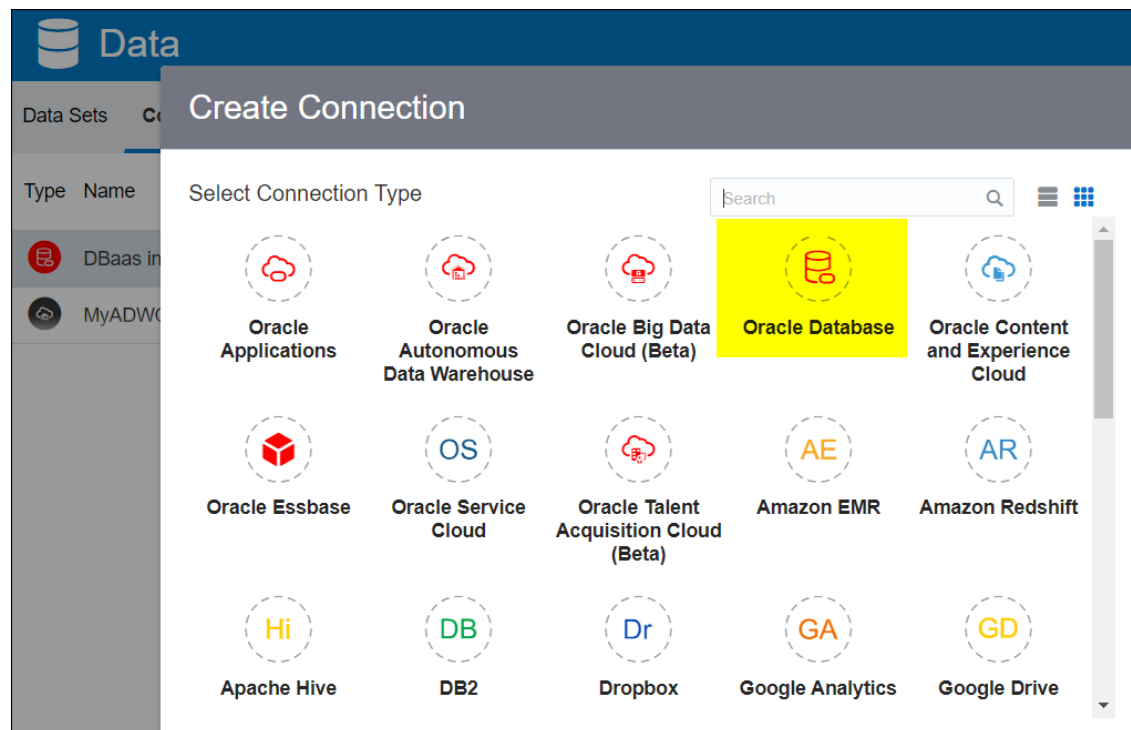 Data
Create Connection
Data Sets Co
Type Name
Select Connection Type
Search
DBaas in
MyADWC
Oracle
Applications
Oracle
Autonomous
Data Warehouse
Oracle Big Data
Cloud (Beta)
Oracle Database
Oracle Content
and Experience
Cloud
OS
AE
AR
Oracle Essbase
Oracle Service
Cloud
Oracle Talent
Acquisition Cloud
(Beta)
Amazon EMR
Amazon Redshift
Hi
DB
Dr
GA
GD
Apache Hive
DB2
Dropbox
Google Analytics
Google Drive